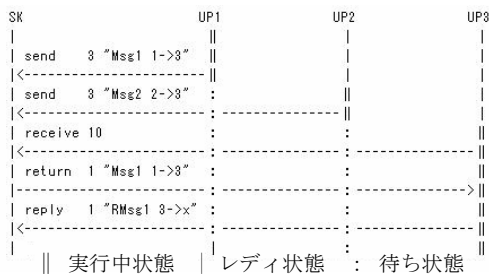 SK UP1 UP2 UP3
send 3 "Msg1 1->3"
send 3 "Msg2 2->3"
receive 10
return 1 "Msg1 1->3"
reply 1 "RMsg1 3->x"
‖ 実行中状態 | レディ状態 : 待ち状態